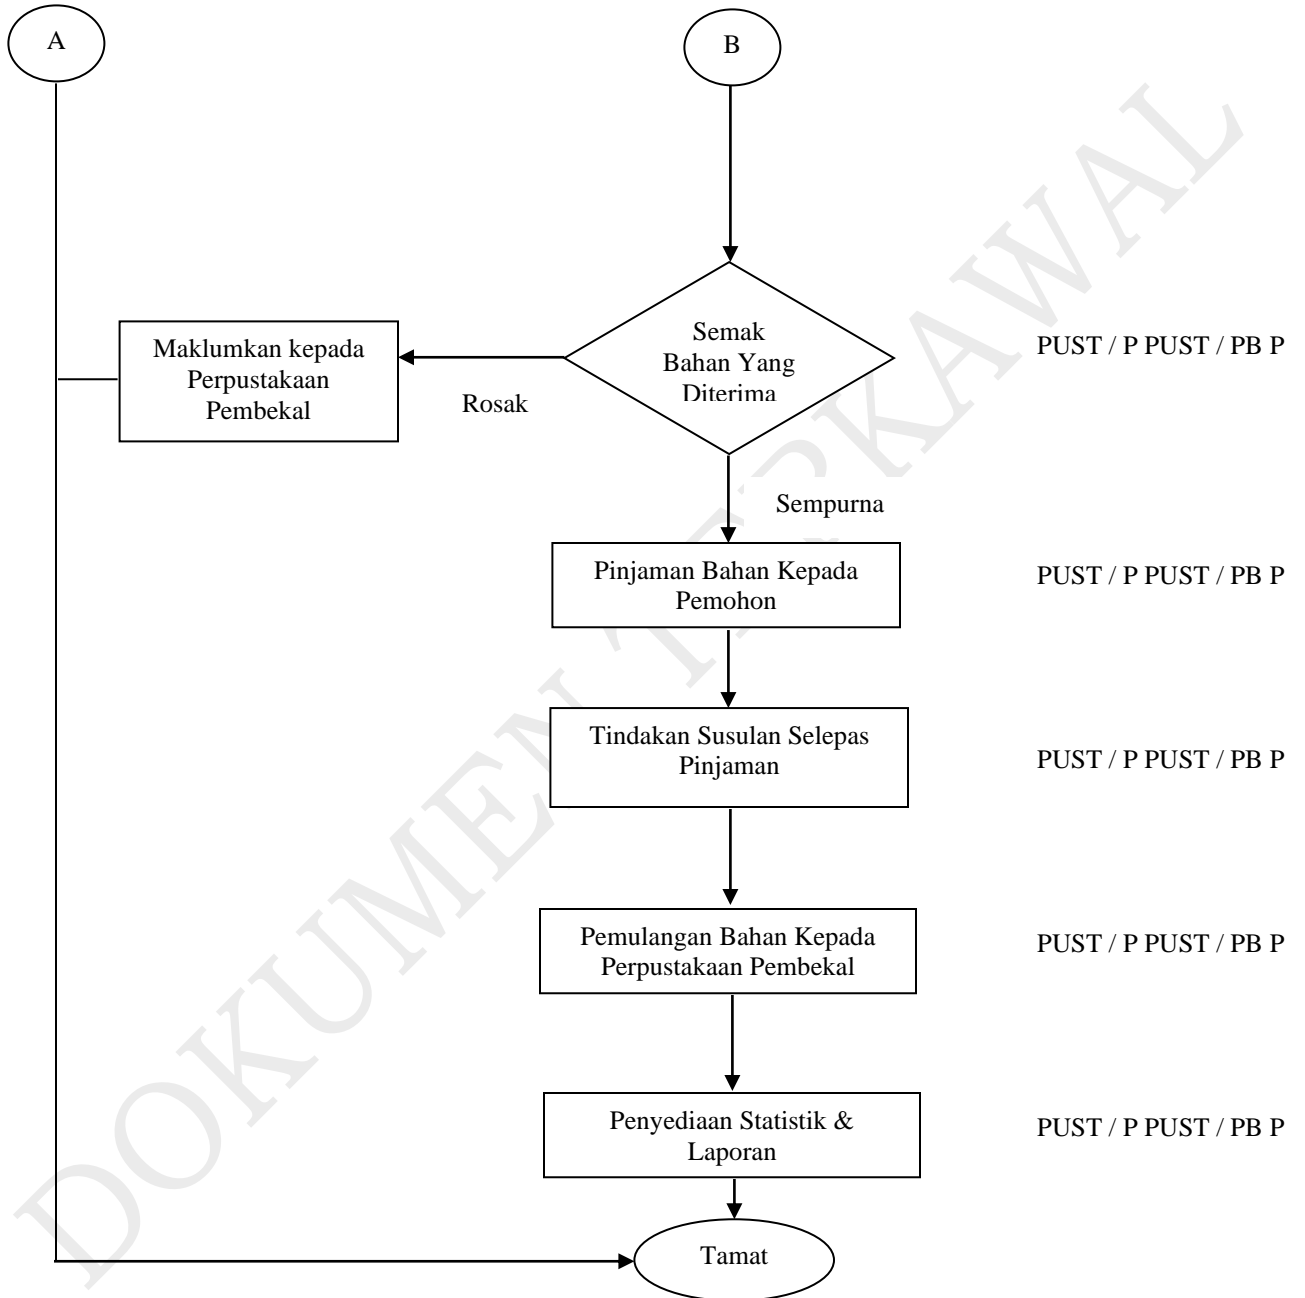 A
B
Semak
Bahan Yang
Diterima
PUST / P PUST / PB P
Maklumkan kepada
Perpustakaan
Pembekal
Rosak
Sempurna
Pinjaman Bahan Kepada
Pemohon
PUST / P PUST / PB P
Tindakan Susulan Selepas
Pinjaman
PUST / P PUST / PB P
Pemulangan Bahan Kepada
Perpustakaan Pembekal
PUST / P PUST / PB P
Penyediaan Statistik &
Laporan
PUST / P PUST / PB P
Tamat
DOKUMEN TERKAWAL